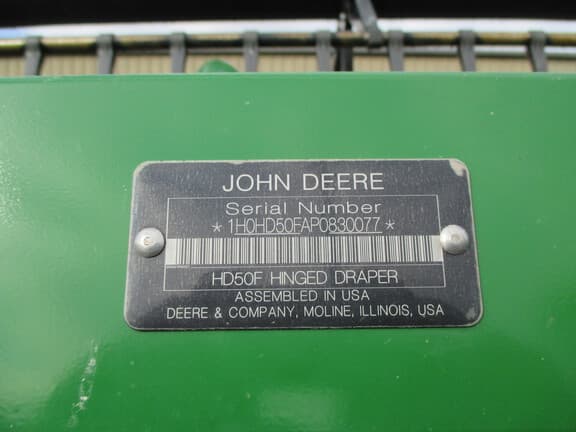 JOHN DEERE
Serial Number
*1H0HD50FAP0830077*
HD50F HINGED DRAPER
ASSEMBLED IN USA
DEERE & COMPANY, MOLINE, ILLINOIS, USA